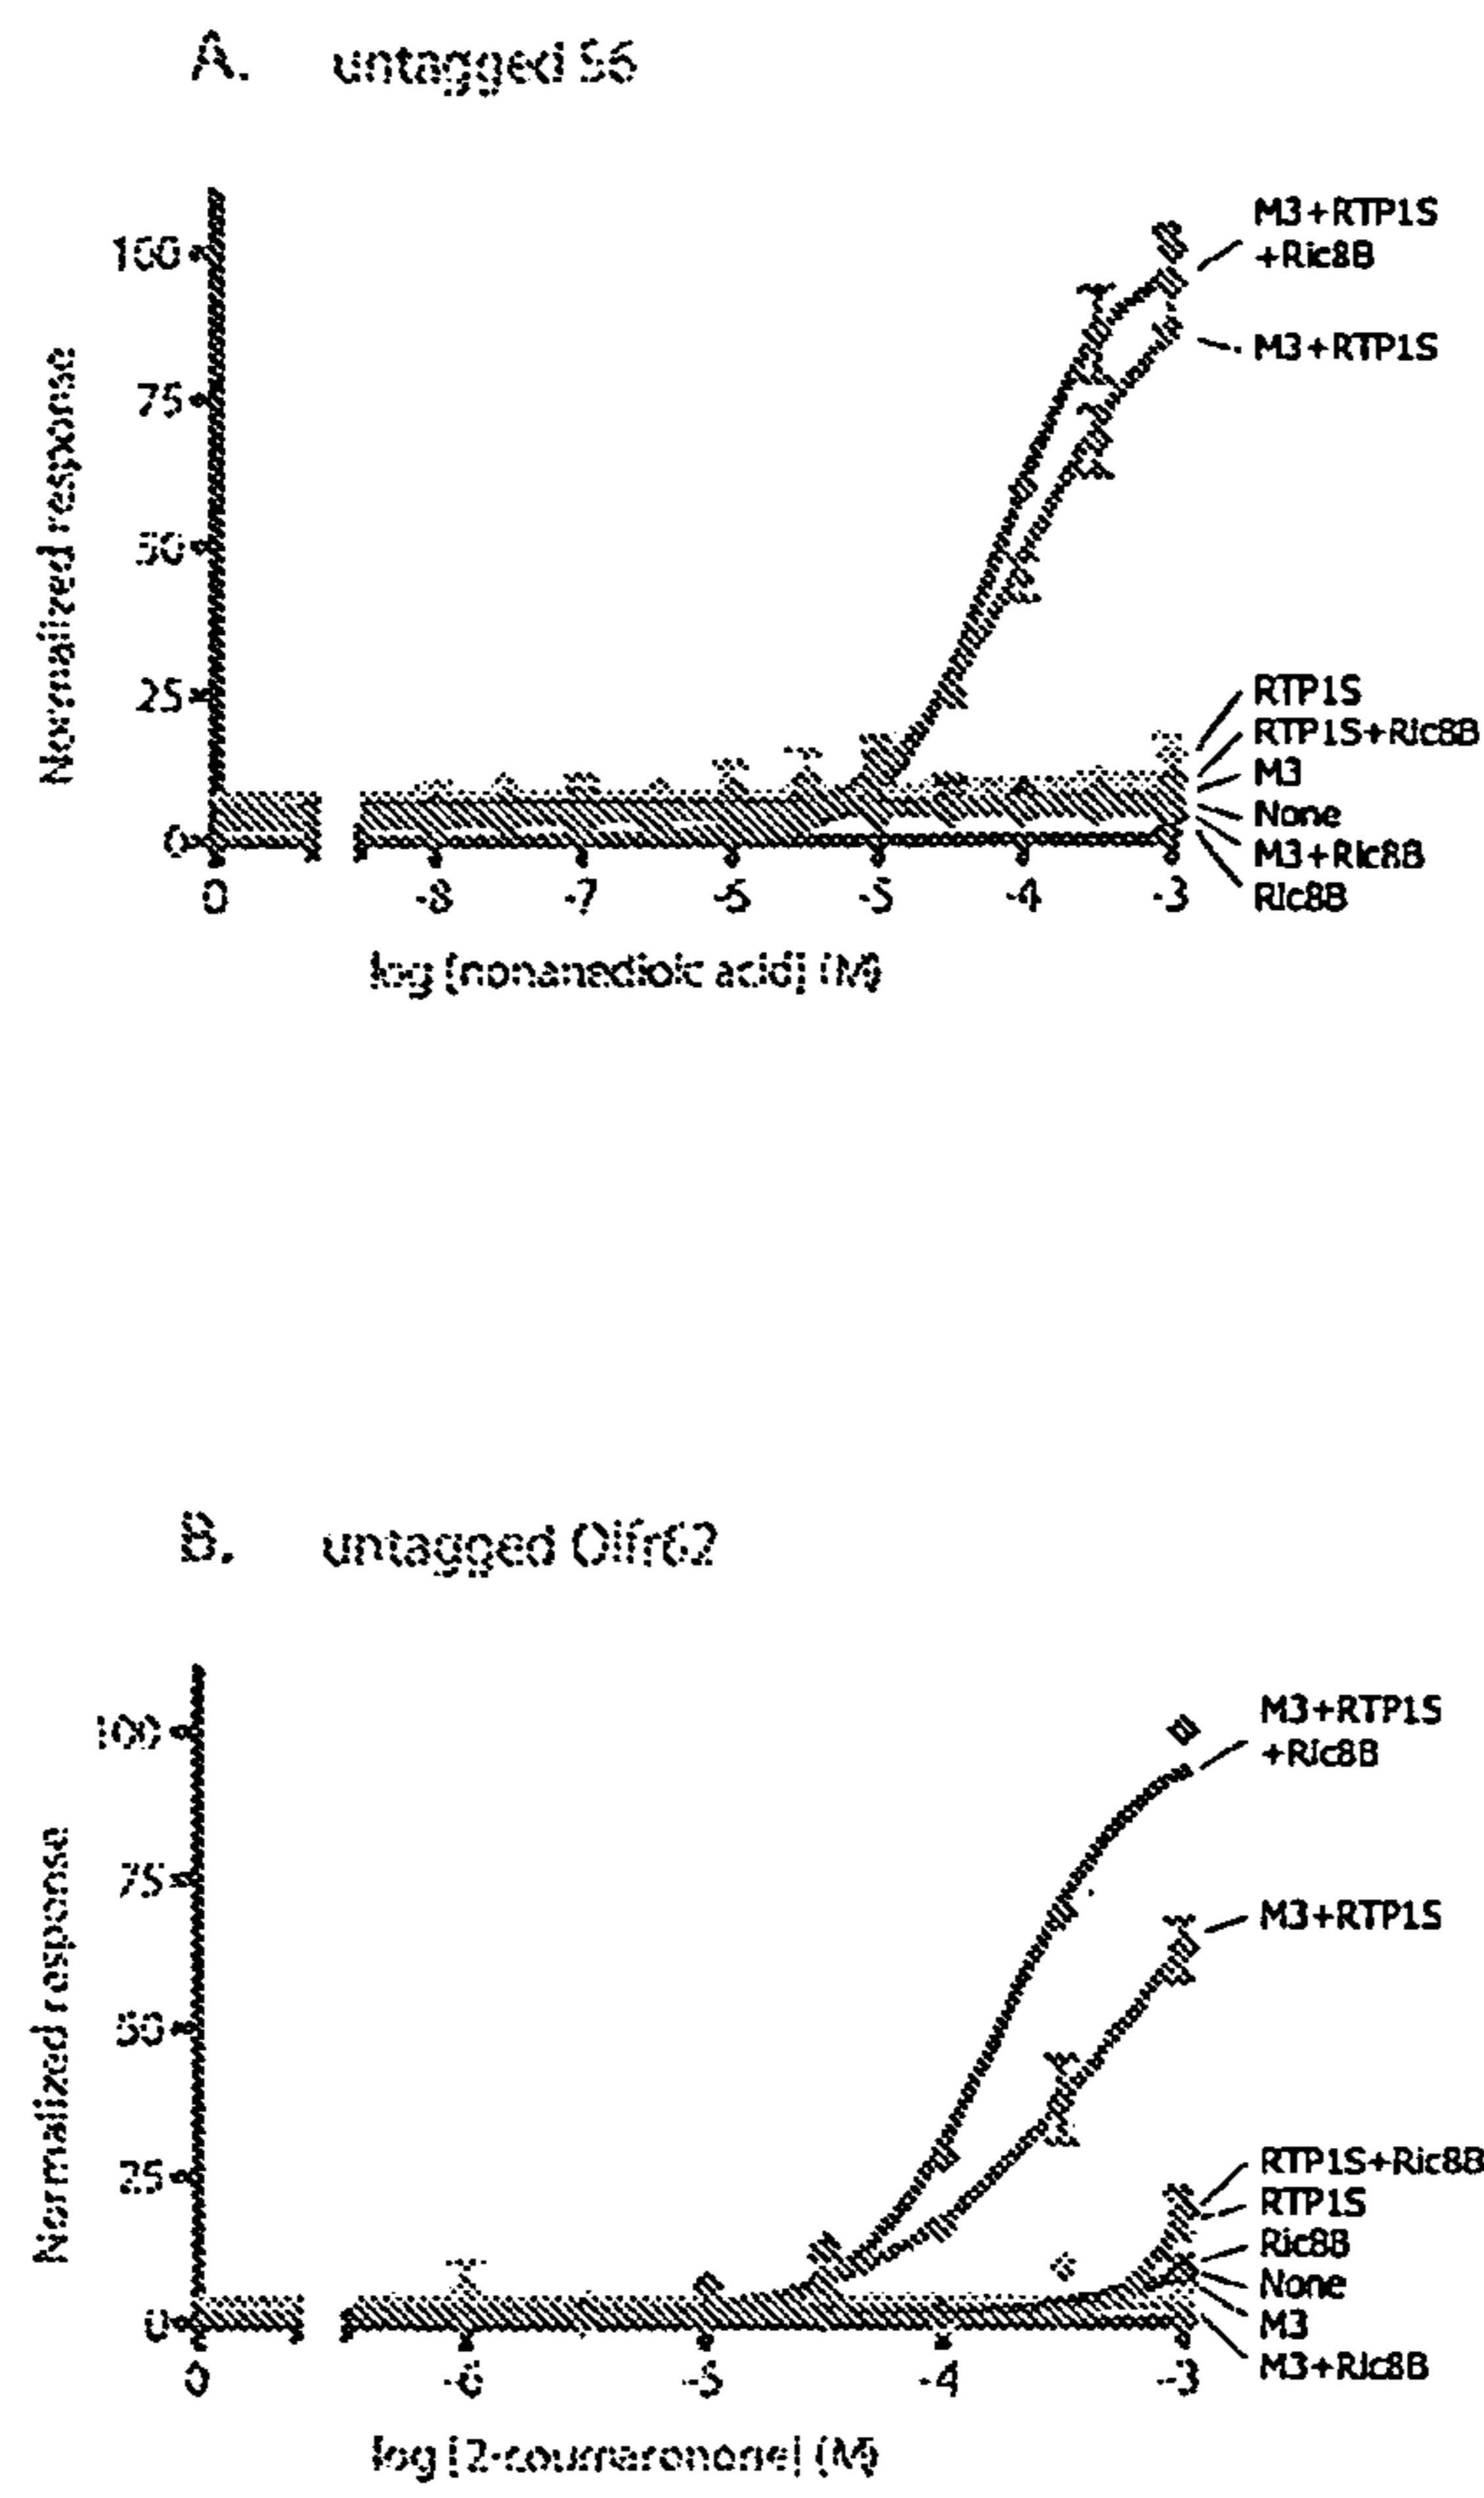 A. untagged S6
100
75
50
25
0
Normalized response
M3+RTP1S
+Ric8B
M3+RTP1S
RTP1S
RTP1S+Ric8B
M3
None
M3+Ric8B
Ric8B
0 -8 -7 -6 -5 -4 -3
log [nonanedioic acid] (M)
B. untagged Olfr62
100
75
50
25
0
Normalized response
M3+RTP1S
+Ric8B
M3+RTP1S
RTP1S+Ric8B
RTP1S
Ric8B
None
M3
M3+Ric8B
0 -6 -5 -4 -3
log [2-coumaranone] (M)